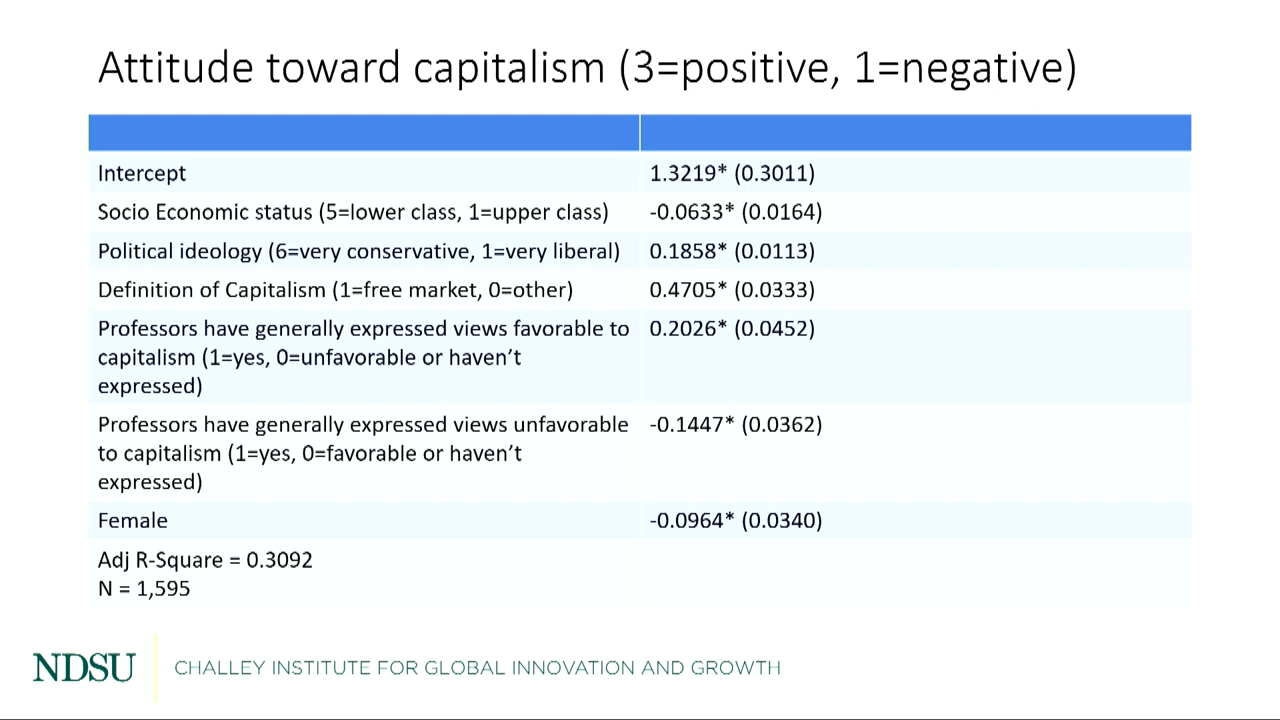 Attitude toward capitalism (3=positive, 1=negative)
Intercept 1.3219* (0.3011)
Socio Economic status (5=lower class, 1=upper class) -0.0633* (0.0164)
Political ideology (6=very conservative, 1=very liberal) 0.1858* (0.0113)
Definition of Capitalism (1=free market, 0=other) 0.4705* (0.0333)
Professors have generally expressed views favorable to 0.2026* (0.0452)
capitalism (1=yes, 0=unfavorable or haven’t
expressed)
Professors have generally expressed views unfavorable -0.1447* (0.0362)
to capitalism (1=yes, 0=favorable or haven’t
expressed)
Female -0.0964* (0.0340)
Adj R-Square = 0.3092
N = 1,595
NDSU CHALLEY INSTITUTE FOR GLOBAL INNOVATION AND GROWTH